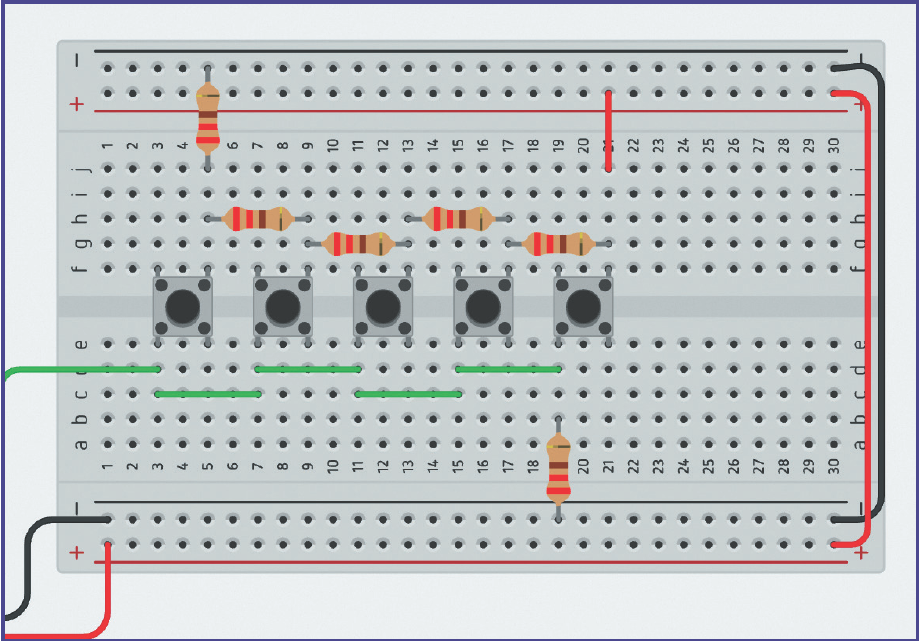 − −
+ +
1 2 3 4 6 7 8 9 10 11 12 13 14 15 16 17 18 19 20 21 22 23 24 25 26 27 28 29 30
j j
i i
h h
g g
f f
e e
d d
c c
b b
a a
1 2 3 4 5 6 7 8 9 10 11 12 13 14 15 16 17 18 19 20 21 22 23 24 25 26 27 28 29 30
− −
+ +